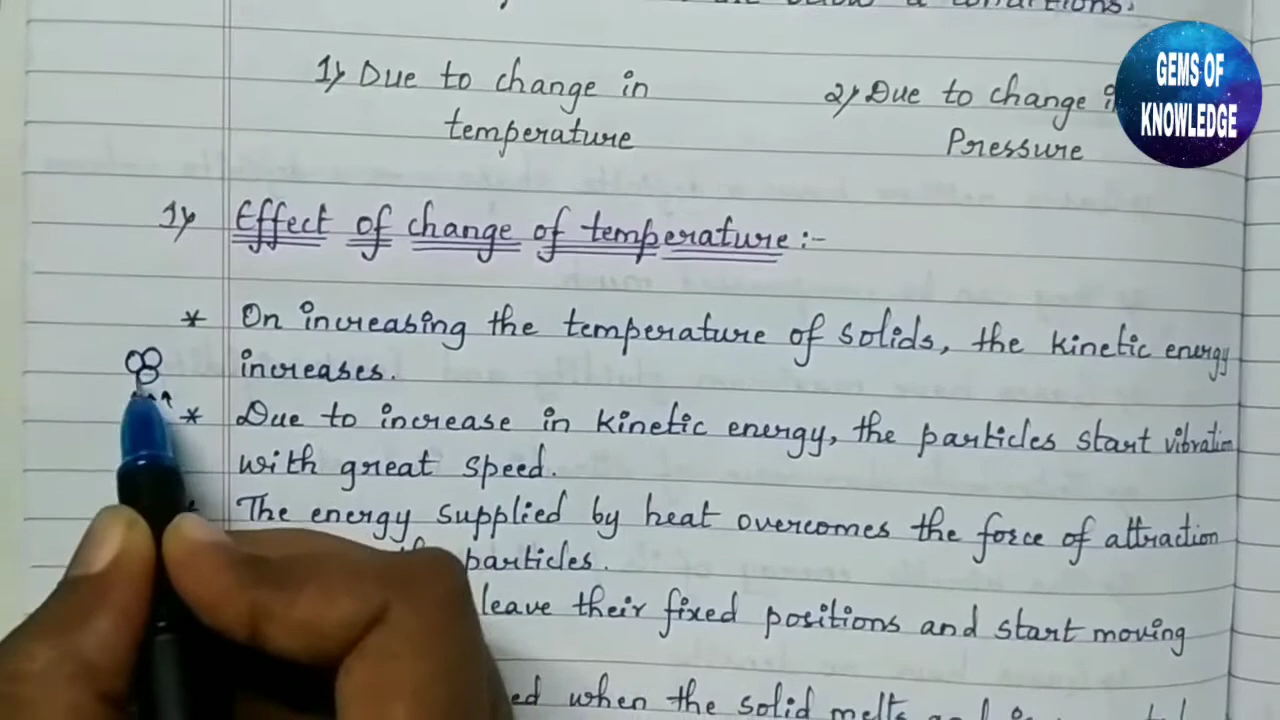 conditions.
GEMS OF
KNOWLEDGE
1) Due to change in
temperature
2) Due to change
Pressure
1) Effect of change of temperature :-
* On increasing the temperature of solids, the kinetic energy
increases.
* Due to increase in kinetic energy, the particles start vibration
with great speed.
The energy supplied by heat overcomes the force of attraction
particles.
leave their fixed positions and start moving
when the solid melts